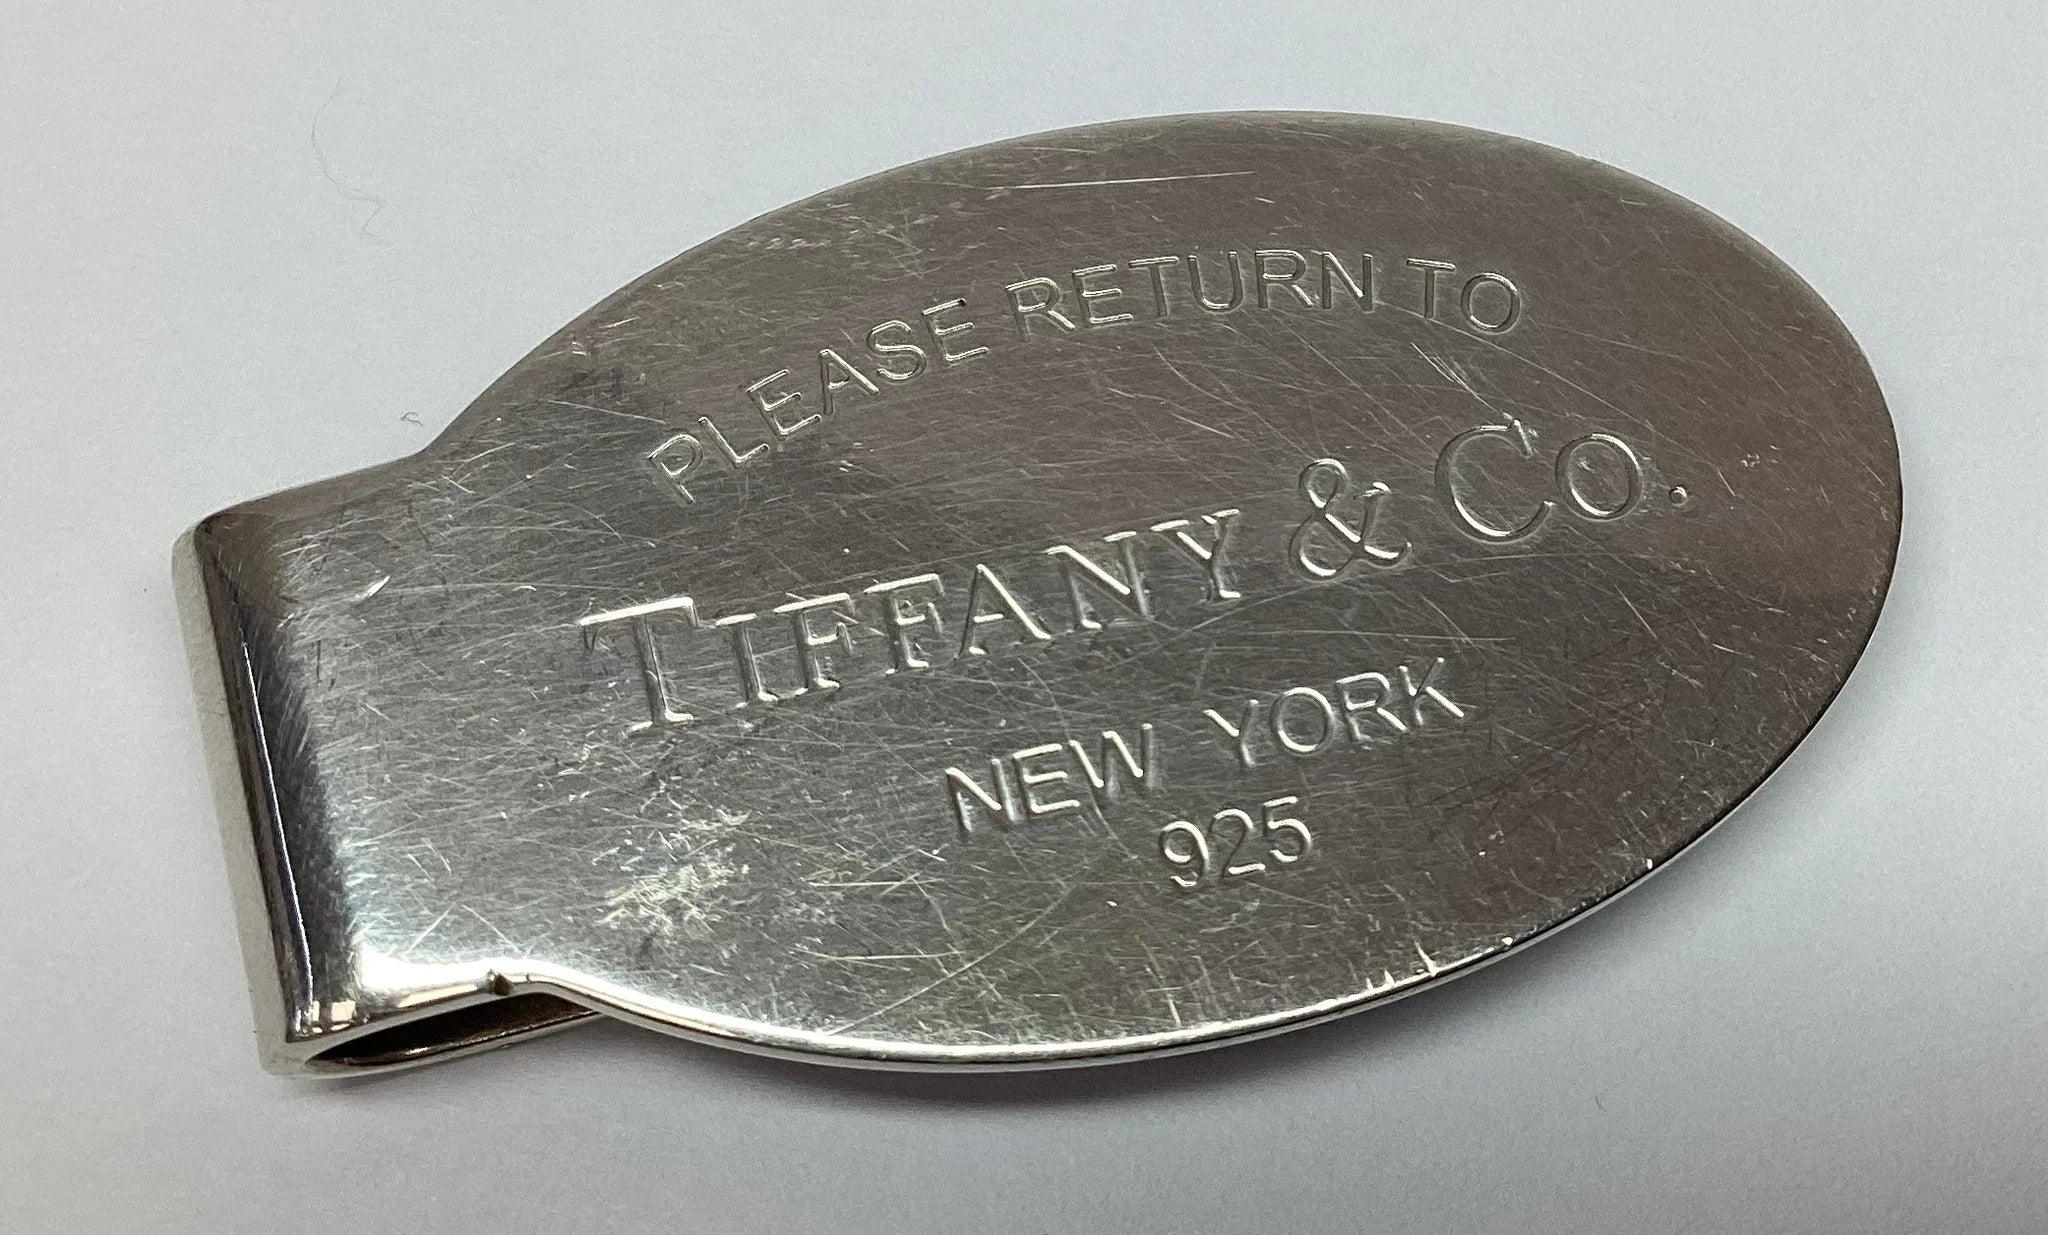 PLEASE RETURN TO
TIFFANY & CO.
NEW YORK
925